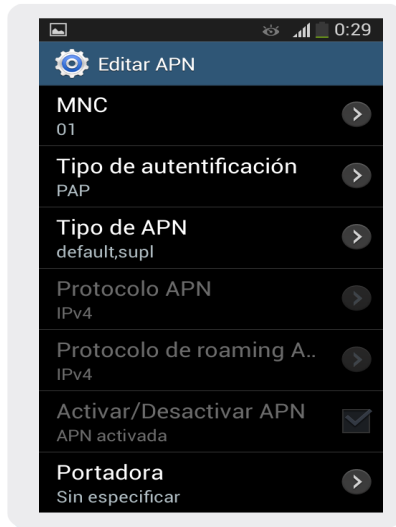 0:29
Editar APN
MNC
01
Tipo de autentificación
PAP
Tipo de APN
default,supl
Protocolo APN
IPv4
Protocolo de roaming A..
IPv4
Activar/Desactivar APN
APN activada
Portadora
Sin especificar